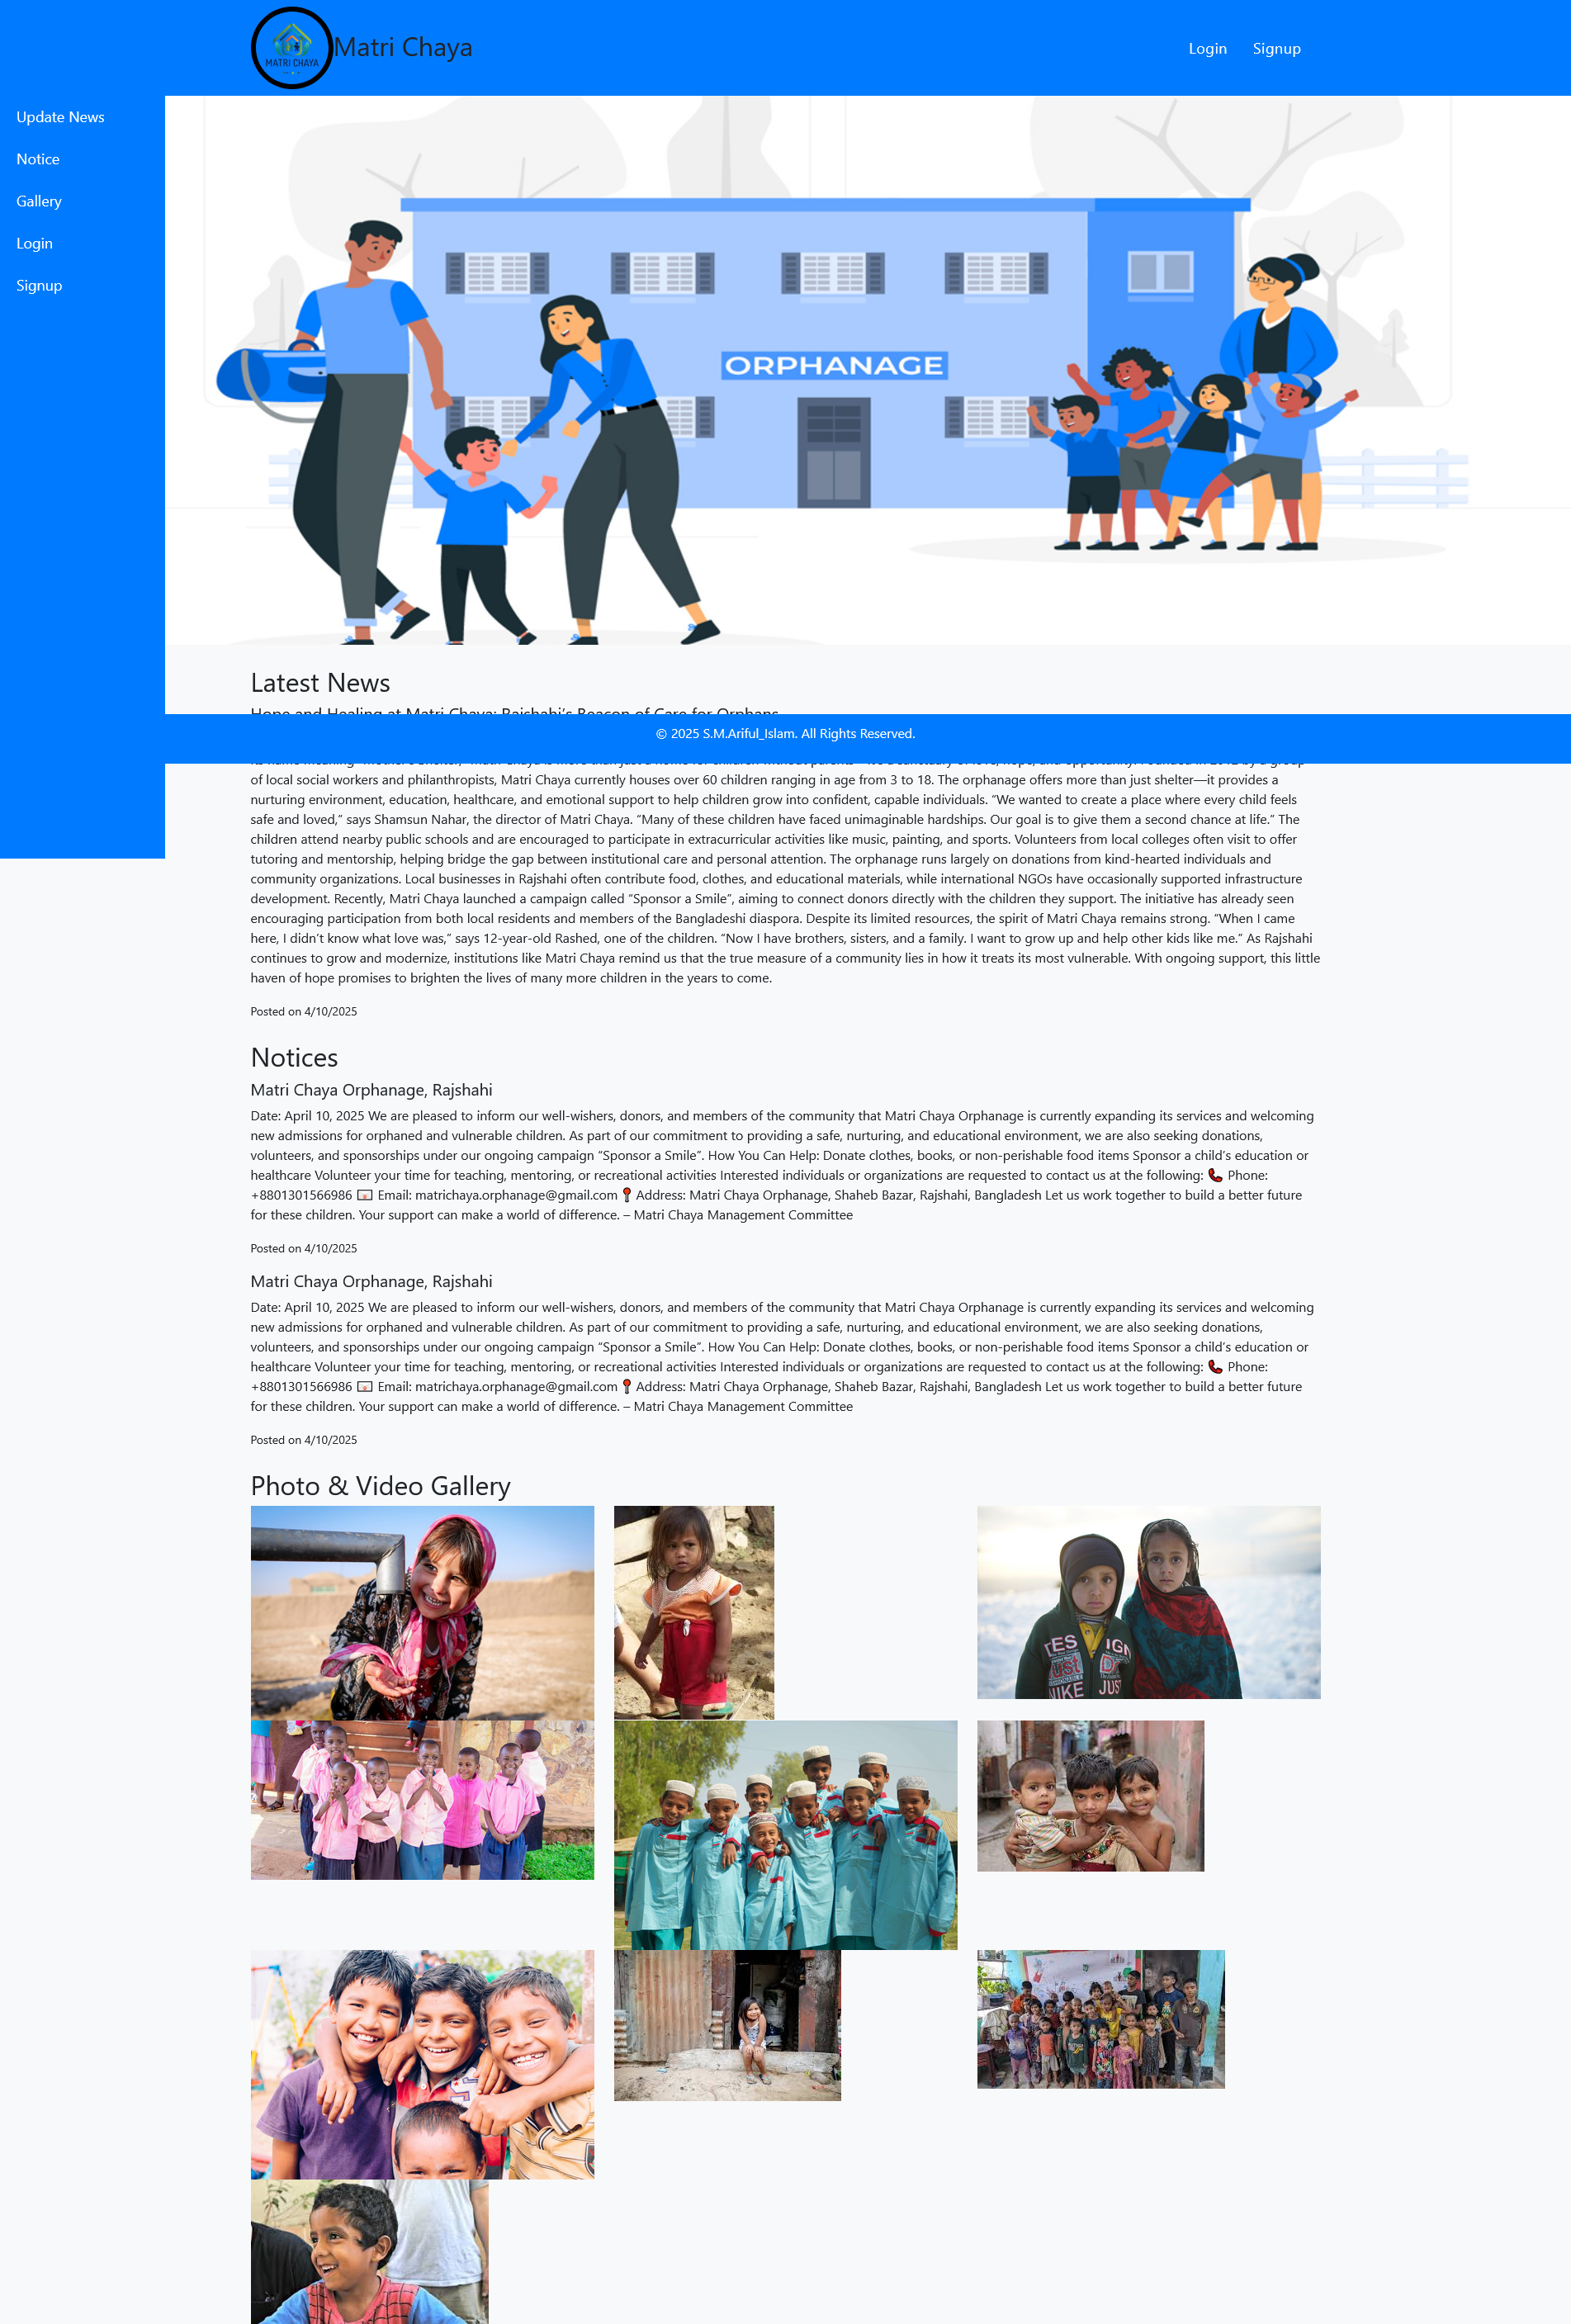 MATRI CHAYA
Matri Chaya
Login
Signup
Update News
Notice
Gallery
Login
Signup
ORPHANAGE
Latest News
Hope and Healing at Matri Chaya: Rajshahi’s Beacon of Care for Orphans
© 2025 S.M.Ariful_Islam. All Rights Reserved.
of local social workers and philanthropists, Matri Chaya currently houses over 60 children ranging in age from 3 to 18. The orphanage offers more than just shelter—it provides a
nurturing environment, education, healthcare, and emotional support to help children grow into confident, capable individuals. “We wanted to create a place where every child feels
safe and loved,” says Shamsun Nahar, the director of Matri Chaya. “Many of these children have faced unimaginable hardships. Our goal is to give them a second chance at life.” The
children attend nearby public schools and are encouraged to participate in extracurricular activities like music, painting, and sports. Volunteers from local colleges often visit to offer
tutoring and mentorship, helping bridge the gap between institutional care and personal attention. The orphanage runs largely on donations from kind-hearted individuals and
community organizations. Local businesses in Rajshahi often contribute food, clothes, and educational materials, while international NGOs have occasionally supported infrastructure
development. Recently, Matri Chaya launched a campaign called “Sponsor a Smile”, aiming to connect donors directly with the children they support. The initiative has already seen
encouraging participation from both local residents and members of the Bangladeshi diaspora. Despite its limited resources, the spirit of Matri Chaya remains strong. “When I came
here, I didn’t know what love was,” says 12-year-old Rashed, one of the children. “Now I have brothers, sisters, and a family. I want to grow up and help other kids like me.” As Rajshahi
continues to grow and modernize, institutions like Matri Chaya remind us that the true measure of a community lies in how it treats its most vulnerable. With ongoing support, this little
haven of hope promises to brighten the lives of many more children in the years to come.
Posted on 4/10/2025
Notices
Matri Chaya Orphanage, Rajshahi
Date: April 10, 2025 We are pleased to inform our well-wishers, donors, and members of the community that Matri Chaya Orphanage is currently expanding its services and welcoming
new admissions for orphaned and vulnerable children. As part of our commitment to providing a safe, nurturing, and educational environment, we are also seeking donations,
volunteers, and sponsorships under our ongoing campaign “Sponsor a Smile”. How You Can Help: Donate clothes, books, or non-perishable food items Sponsor a child’s education or
healthcare Volunteer your time for teaching, mentoring, or recreational activities Interested individuals or organizations are requested to contact us at the following: 📞 Phone:
+8801301566986 📧 Email: matrichaya.orphanage@gmail.com 📍 Address: Matri Chaya Orphanage, Shaheb Bazar, Rajshahi, Bangladesh Let us work together to build a better future
for these children. Your support can make a world of difference. – Matri Chaya Management Committee
Posted on 4/10/2025
Matri Chaya Orphanage, Rajshahi
Date: April 10, 2025 We are pleased to inform our well-wishers, donors, and members of the community that Matri Chaya Orphanage is currently expanding its services and welcoming
new admissions for orphaned and vulnerable children. As part of our commitment to providing a safe, nurturing, and educational environment, we are also seeking donations,
volunteers, and sponsorships under our ongoing campaign “Sponsor a Smile”. How You Can Help: Donate clothes, books, or non-perishable food items Sponsor a child’s education or
healthcare Volunteer your time for teaching, mentoring, or recreational activities Interested individuals or organizations are requested to contact us at the following: 📞 Phone:
+8801301566986 📧 Email: matrichaya.orphanage@gmail.com 📍 Address: Matri Chaya Orphanage, Shaheb Bazar, Rajshahi, Bangladesh Let us work together to build a better future
for these children. Your support can make a world of difference. – Matri Chaya Management Committee
Posted on 4/10/2025
Photo & Video Gallery